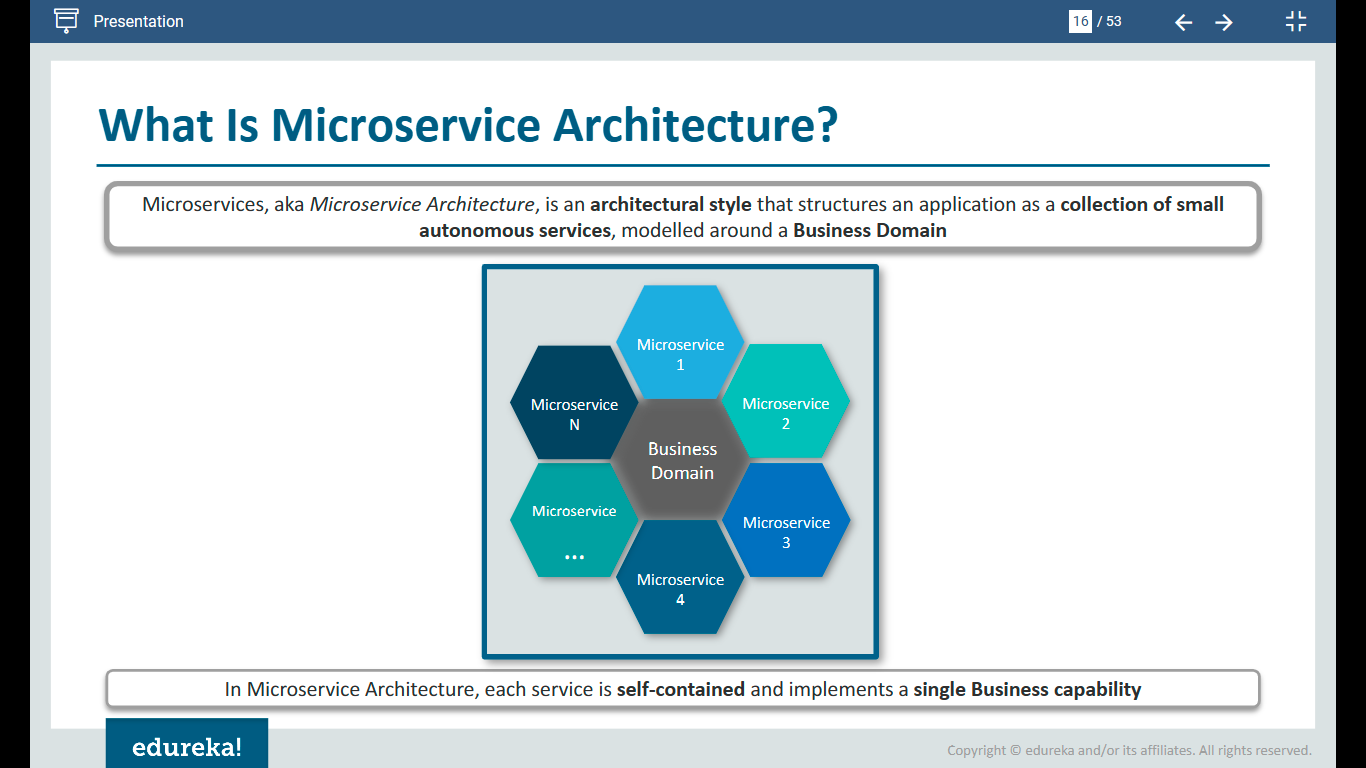 Presentation
16 / 53
What Is Microservice Architecture?
Microservices, aka Microservice Architecture, is an architectural style that structures an application as a collection of small
autonomous services, modelled around a Business Domain
Microservice
1
Microservice
N
Microservice
2
Business
Domain
Microservice
...
Microservice
3
Microservice
4
In Microservice Architecture, each service is self-contained and implements a single Business capability
edureka!
Copyright © edureka and/or its affiliates. All rights reserved.